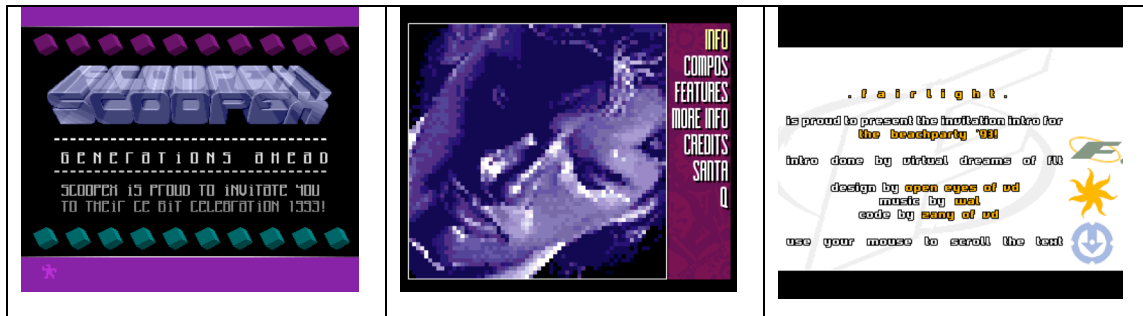 SCOOPEX
SCOOPEX
GENERATIONS AHEAD
SCOOPEX IS PROUD TO INVITATE YOU
TO THEIR CE BIT CELEBRATION 1993!
INFO
COMPOS
FEATURES
MORE INFO
CREDITS
SANTA
Q
. f a i r l i g h t .
is proud to present the invitation intro for
the beachparty '93!
intro done by virtual dreams of flt
design by open eyes of vd
music by wal
code by zany of vd
use your mouse to scroll the text
F